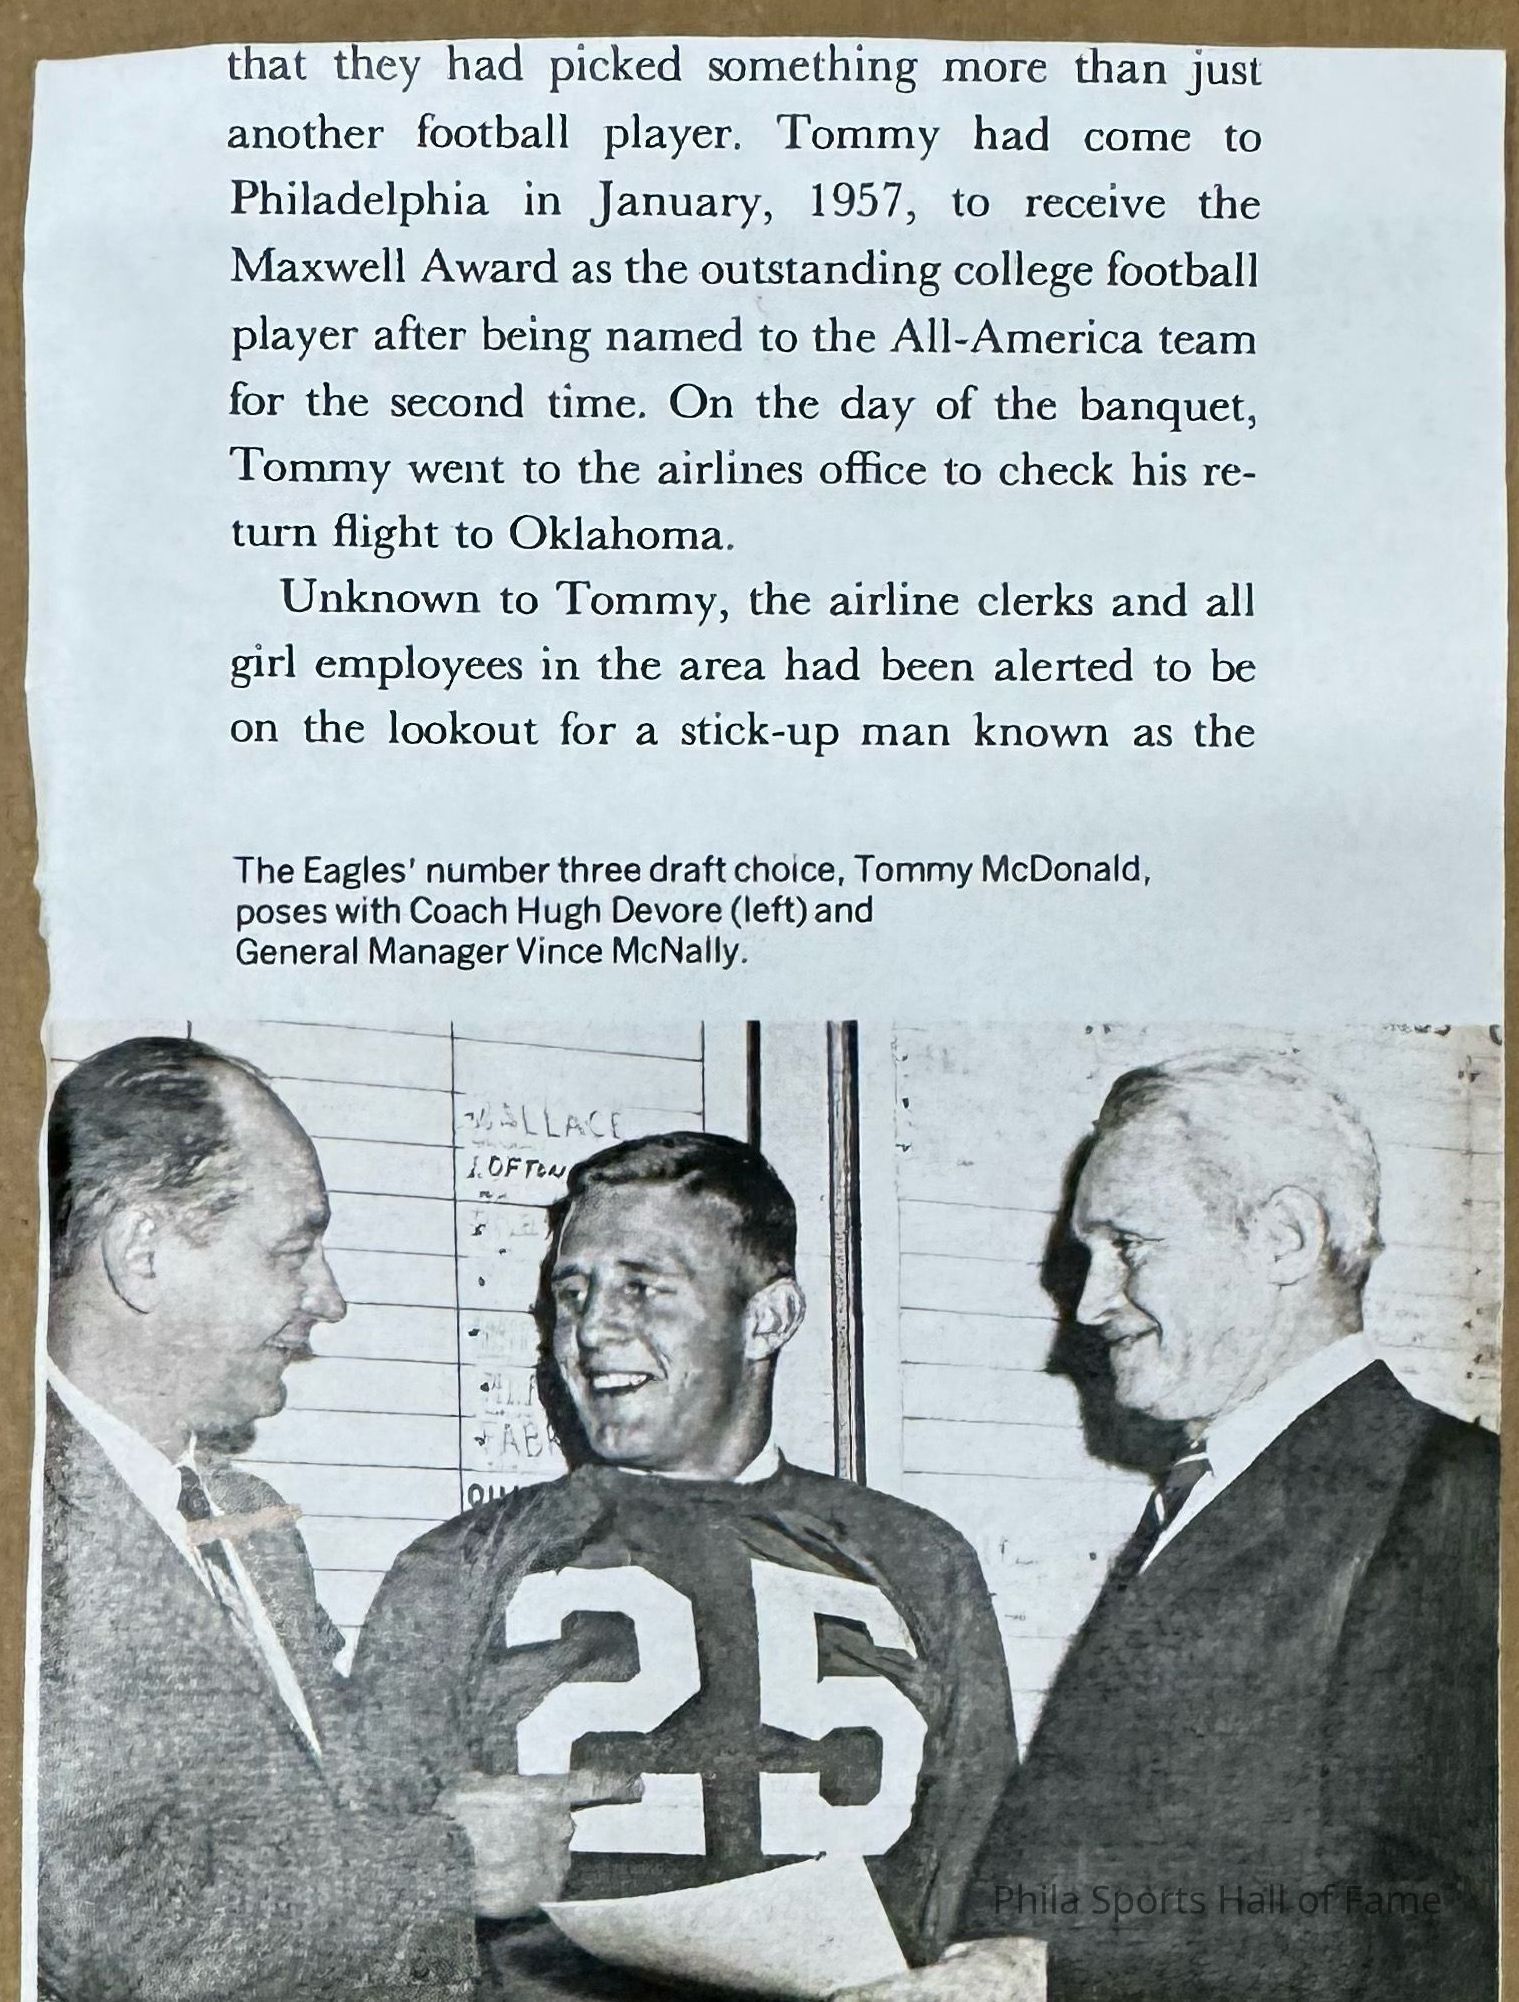 that they had picked something more than just
another football player. Tommy had come to
Philadelphia in January, 1957, to receive the
Maxwell Award as the outstanding college football
player after being named to the All-America team
for the second time. On the day of the banquet,
Tommy went to the airlines office to check his re-
turn flight to Oklahoma.
Unknown to Tommy, the airline clerks and all
girl employees in the area had been alerted to be
on the lookout for a stick-up man known as the
The Eagles' number three draft choice, Tommy McDonald,
poses with Coach Hugh Devore (left) and
General Manager Vince McNally.
WALLACE
LOFTON
25
Phila Sports Hall of Fame